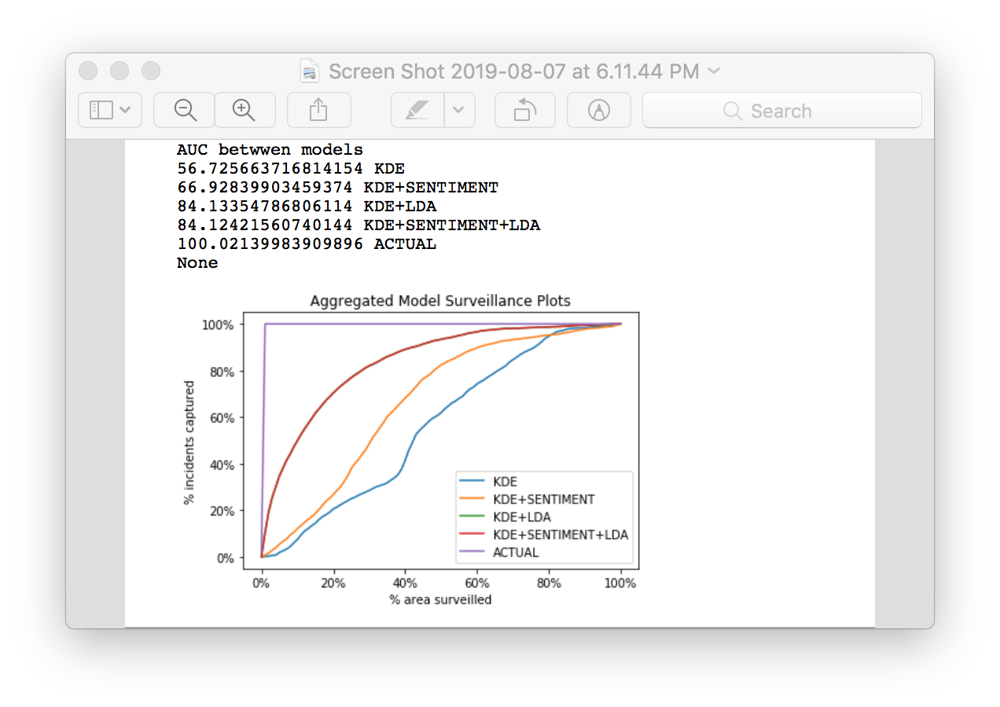 Screen Shot 2019-08-07 at 6.11.44 PM
Search
AUC betwwen models
56.725663716814154 KDE
66.92839903459374 KDE+SENTIMENT
84.13354786806114 KDE+LDA
84.12421560740144 KDE+SENTIMENT+LDA
100.02139983909896 ACTUAL
None
Aggregated Model Surveillance Plots
100%
80%
60%
40%
20%
0%
% incidents captured
KDE
KDE+SENTIMENT
KDE+LDA
KDE+SENTIMENT+LDA
ACTUAL
0% 20% 40% 60% 80% 100%
% area surveilled